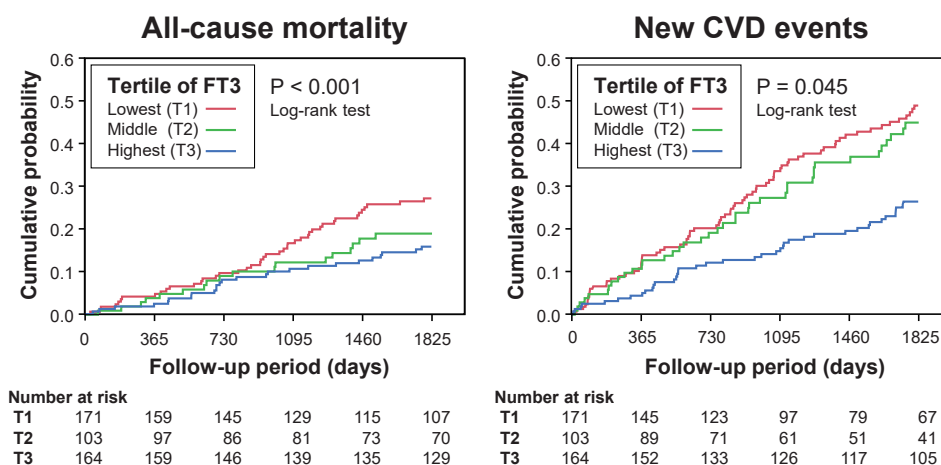 All-cause mortality
Cumulative probability
0.6
0.5
0.4
0.3
0.2
0.1
0.0
Tertile of FT3
Lowest (T1)
Middle (T2)
Highest (T3)
P < 0.001
Log-rank test
0 365 730 1095 1460 1825
Follow-up period (days)
Number at risk
T1 171 159 145 129 115 107
T2 103 97 86 81 73 70
T3 164 159 146 139 135 129
New CVD events
Cumulative probability
0.6
0.5
0.4
0.3
0.2
0.1
0.0
Tertile of FT3
Lowest (T1)
Middle (T2)
Highest (T3)
P = 0.045
Log-rank test
0 365 730 1095 1460 1825
Follow-up period (days)
Number at risk
T1 171 145 123 97 79 67
T2 103 89 71 61 51 41
T3 164 152 133 126 117 105